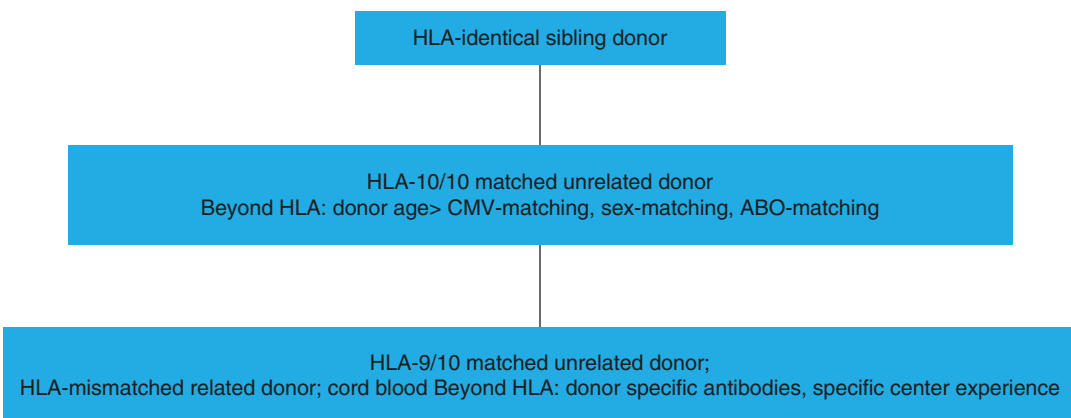 HLA-identical sibling donor
HLA-10/10 matched unrelated donor
Beyond HLA: donor age> CMV-matching, sex-matching, ABO-matching
HLA-9/10 matched unrelated donor;
HLA-mismatched related donor; cord blood Beyond HLA: donor specific antibodies, specific center experience